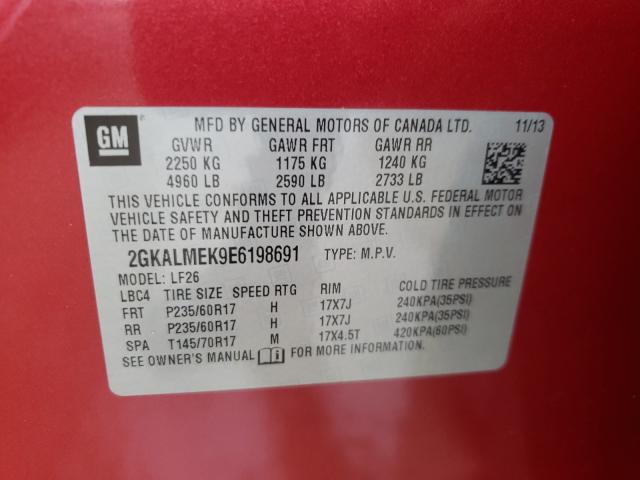 GM
MFD BY GENERAL MOTORS OF CANADA LTD. 11/13
GVWR GAWR FRT GAWR RR
2250 KG 1175 KG 1240 KG
4960 LB 2590 LB 2733 LB
THIS VEHICLE CONFORMS TO ALL APPLICABLE U.S. FEDERAL MOTOR
VEHICLE SAFETY AND THEFT PREVENTION STANDARDS IN EFFECT ON
THE DATE OF MANUFACTURE SHOWN ABOVE.
2GKALMEK9E6198691 TYPE: M.P.V.
MODEL: LF26
LBC4 TIRE SIZE SPEED RTG RIM COLD TIRE PRESSURE
FRT P235/60R17 H 17X7J 240KPA(35PSI)
RR P235/60R17 H 17X7J 240KPA(35PSI)
SPA T145/70R17 M 17X4.5T 420KPA(60PSI)
SEE OWNER'S MANUAL FOR MORE INFORMATION.